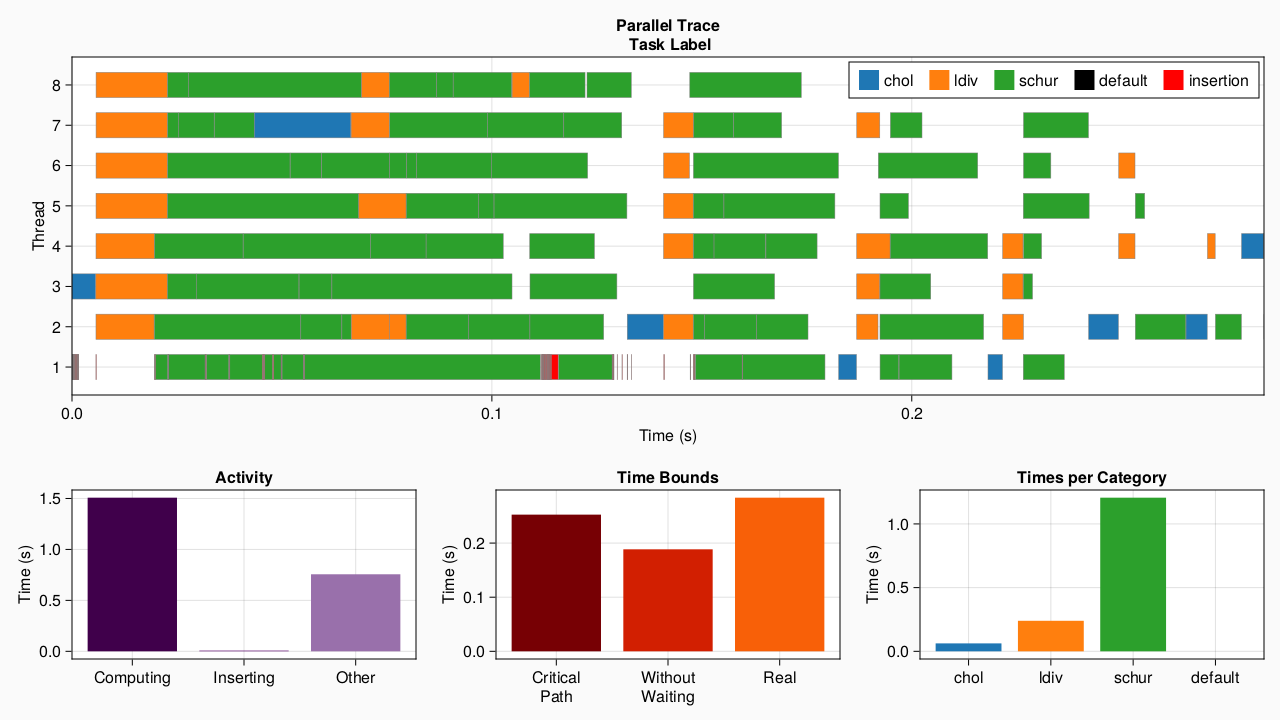 Parallel Trace
Task Label
chol ldiv schur default insertion
Thread
8
7
6
5
4
3
2
1
0.0 0.1 0.2
Time (s)
Activity
Time (s)
1.5
1.0
0.5
0.0
Computing Inserting Other
Time Bounds
Time (s)
0.2
0.1
0.0
Critical Path Without Waiting Real
Times per Category
Time (s)
1.0
0.5
0.0
chol ldiv schur default